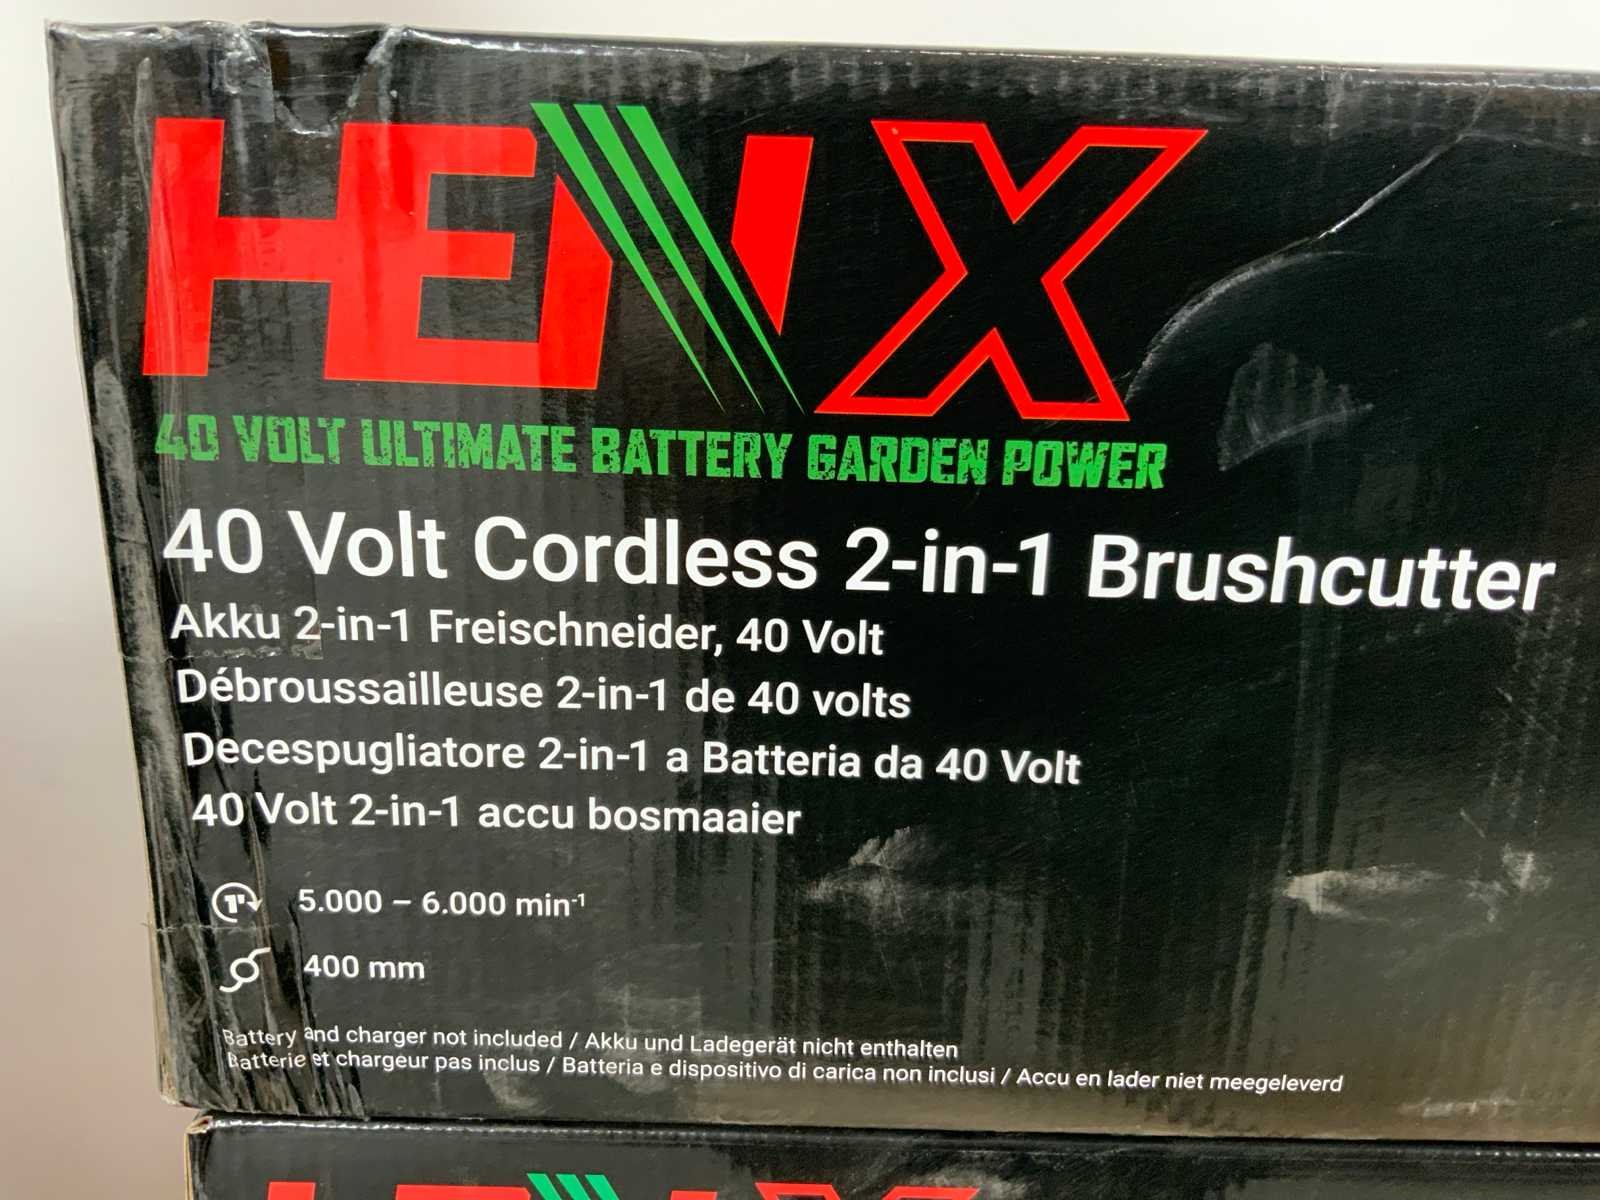 HENX
40 VOLT ULTIMATE BATTERY GARDEN POWER
40 Volt Cordless 2-in-1 Brushcutter
Akku 2-in-1 Freischneider, 40 Volt
Débroussailleuse 2-in-1 de 40 volts
Decespugliatore 2-in-1 a Batteria da 40 Volt
40 Volt 2-in-1 accu bosmaaier
1' 5.000 – 6.000 min⁻¹
400 mm
Battery and charger not included / Akku und Ladegerät nicht enthalten
Batterie et chargeur pas inclus / Batteria e dispositivo di carica non inclusi / Accu en lader niet meegeleverd